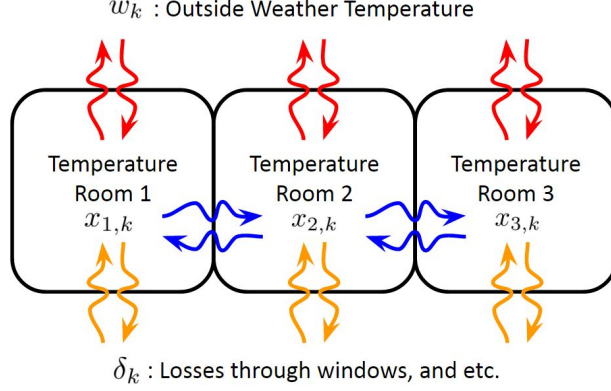 w_k : Outside Weather Temperature
Temperature Room 1 x_{1,k}
Temperature Room 2 x_{2,k}
Temperature Room 3 x_{3,k}
δ_k : Losses through windows, and etc.